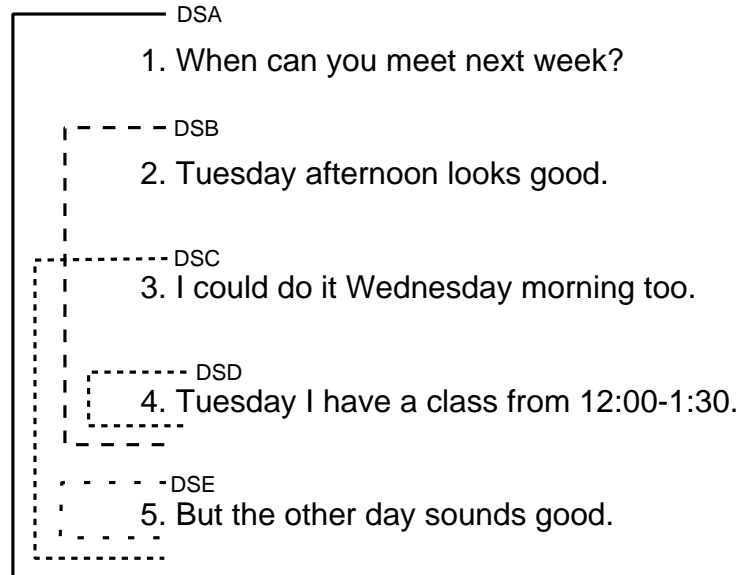 DSA
1. When can you meet next week?
DSB
2. Tuesday afternoon looks good.
DSC
3. I could do it Wednesday morning too.
DSD
4. Tuesday I have a class from 12:00-1:30.
DSE
5. But the other day sounds good.